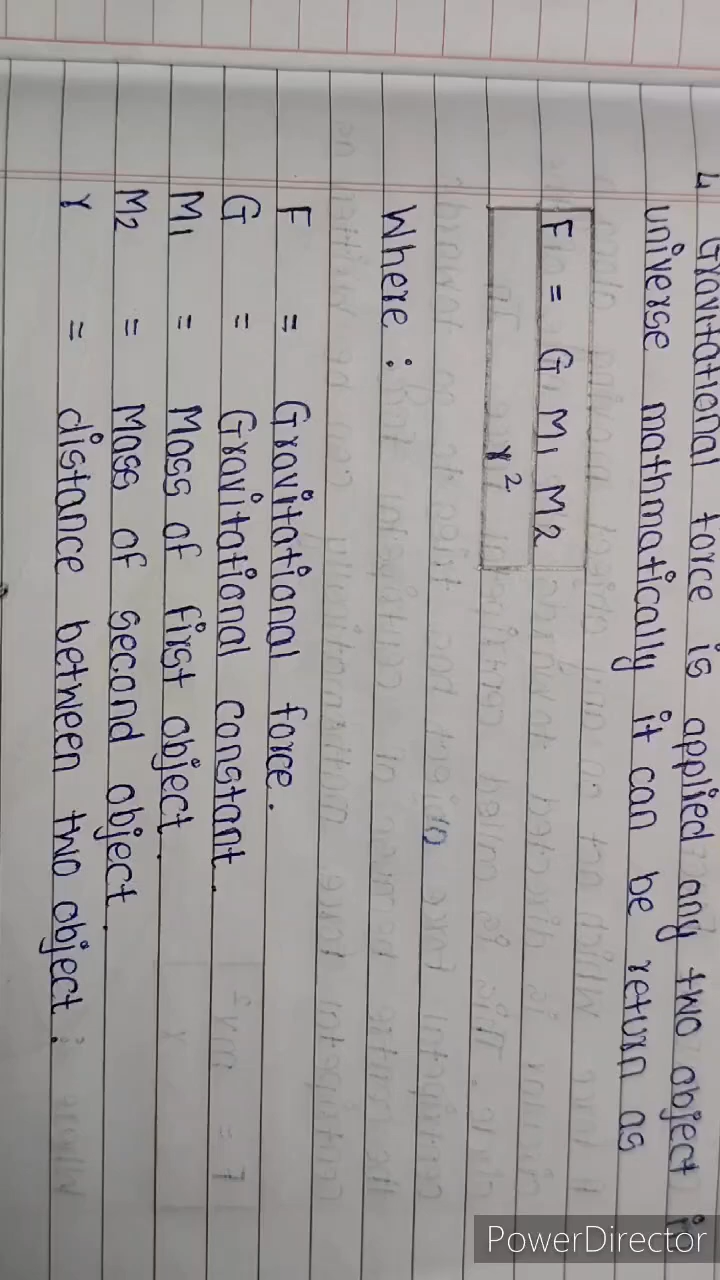 4 Gravitational force is applied any two object in
universe mathmatically it can be return as
F = G M₁ M₂
r²
Where :
F = Gravitational force.
G = Gravitational constant.
M₁ = Mass of first object.
M₂ = Mass of second object.
r = distance between two object.
PowerDirector